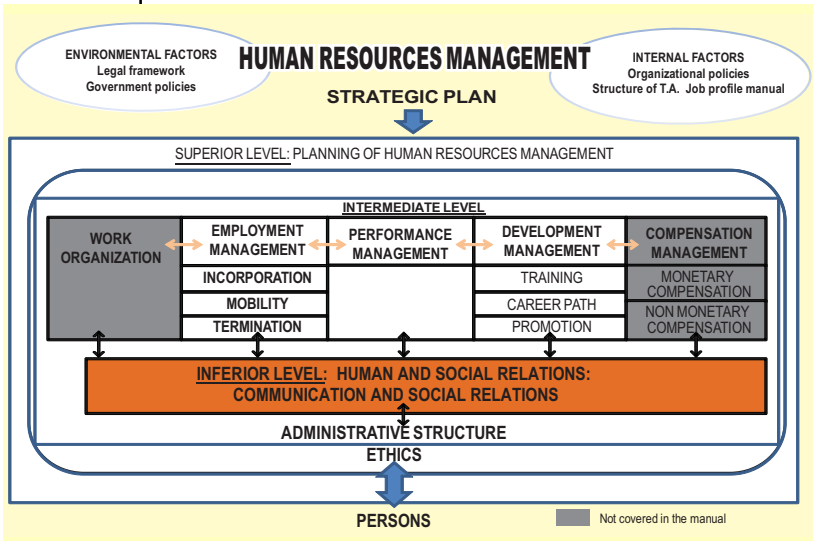 ENVIRONMENTAL FACTORS
Legal framework
Government policies
HUMAN RESOURCES MANAGEMENT
STRATEGIC PLAN
INTERNAL FACTORS
Organizational policies
Structure of T.A. Job profile manual
SUPERIOR LEVEL: PLANNING OF HUMAN RESOURCES MANAGEMENT
INTERMEDIATE LEVEL
WORK
ORGANIZATION
EMPLOYMENT
MANAGEMENT
INCORPORATION
MOBILITY
TERMINATION
PERFORMANCE
MANAGEMENT
DEVELOPMENT
MANAGEMENT
TRAINING
CAREER PATH
PROMOTION
COMPENSATION
MANAGEMENT
MONETARY
COMPENSATION
NON MONETARY
COMPENSATION
INFERIOR LEVEL: HUMAN AND SOCIAL RELATIONS:
COMMUNICATION AND SOCIAL RELATIONS
ADMINISTRATIVE STRUCTURE
ETHICS
PERSONS
Not covered in the manual